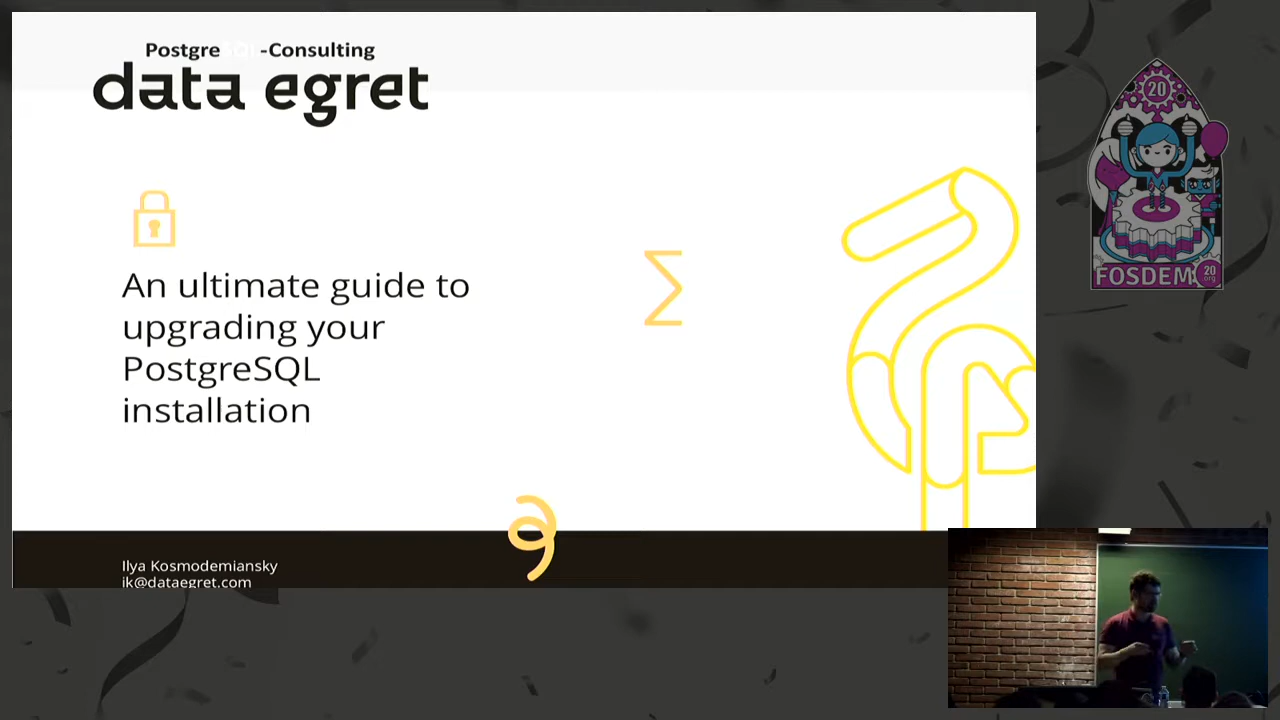 Postgre -Consulting
data egret
An ultimate guide to
upgrading your
PostgreSQL
installation
Σ
Ilya Kosmodemiansky
ik@dataegret.com
20
FOSDEM
20
org